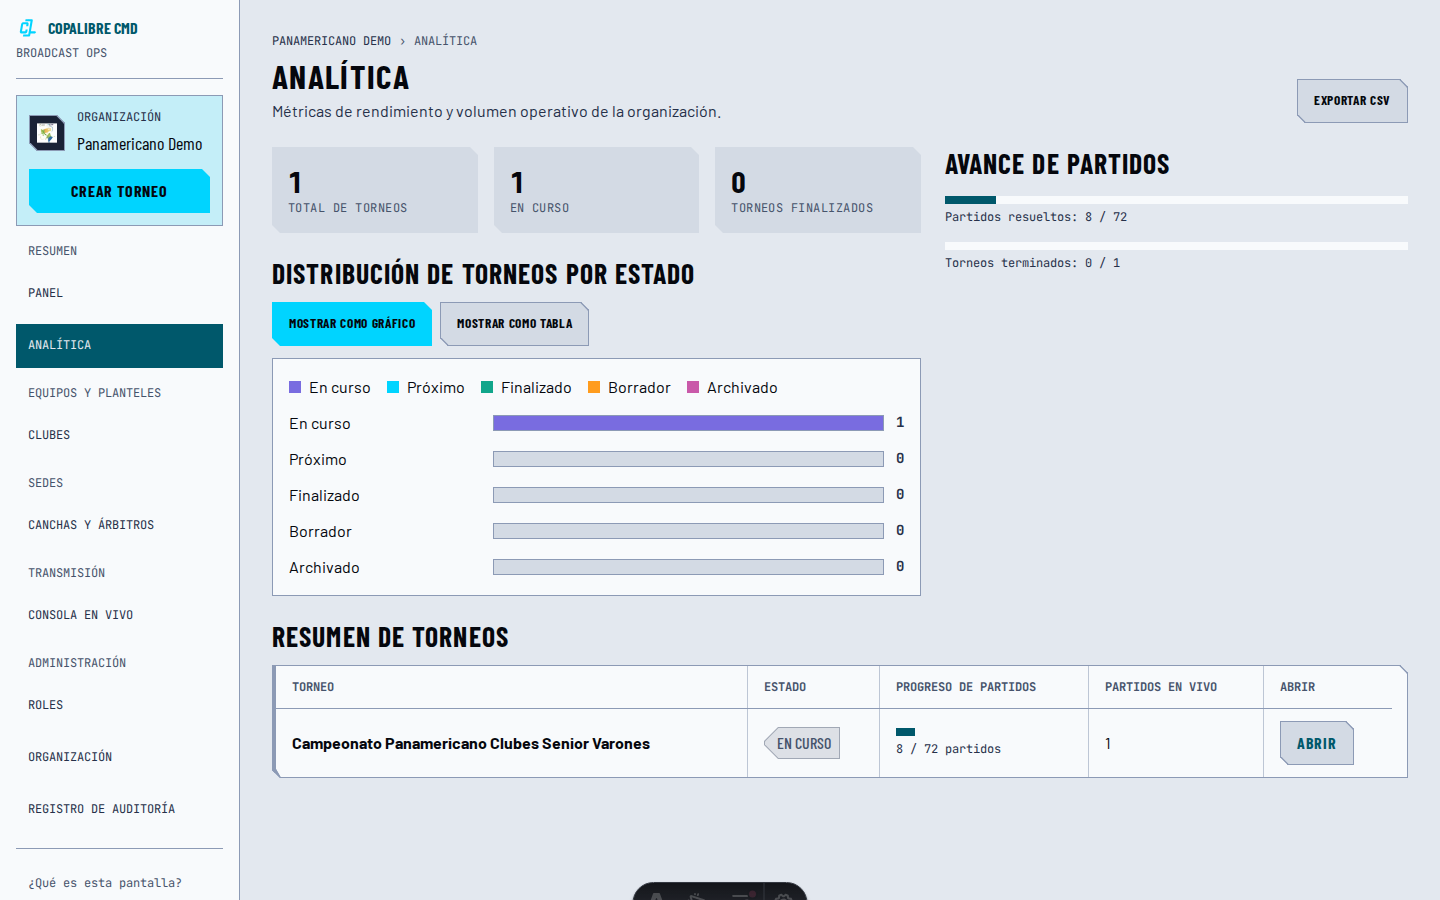 COPALIBRE CMD
BROADCAST OPS
ORGANIZACIÓN
Panamericano Demo
CREAR TORNEO
RESUMEN
PANEL
ANALÍTICA
EQUIPOS Y PLANTELES
CLUBES
SEDES
CANCHAS Y ÁRBITROS
TRANSMISIÓN
CONSOLA EN VIVO
ADMINISTRACIÓN
ROLES
ORGANIZACIÓN
REGISTRO DE AUDITORÍA
¿Qué es esta pantalla?
PANAMERICANO DEMO › ANALÍTICA
ANALÍTICA
Métricas de rendimiento y volumen operativo de la organización.
EXPORTAR CSV
1
TOTAL DE TORNEOS
1
EN CURSO
0
TORNEOS FINALIZADOS
AVANCE DE PARTIDOS
Partidos resueltos: 8 / 72
Torneos terminados: 0 / 1
DISTRIBUCIÓN DE TORNEOS POR ESTADO
MOSTRAR COMO GRÁFICO
MOSTRAR COMO TABLA
En curso Próximo Finalizado Borrador Archivado
En curso 1
Próximo 0
Finalizado 0
Borrador 0
Archivado 0
RESUMEN DE TORNEOS
TORNEO ESTADO PROGRESO DE PARTIDOS PARTIDOS EN VIVO ABRIR
Campeonato Panamericano Clubes Senior Varones EN CURSO 8 / 72 partidos 1 ABRIR